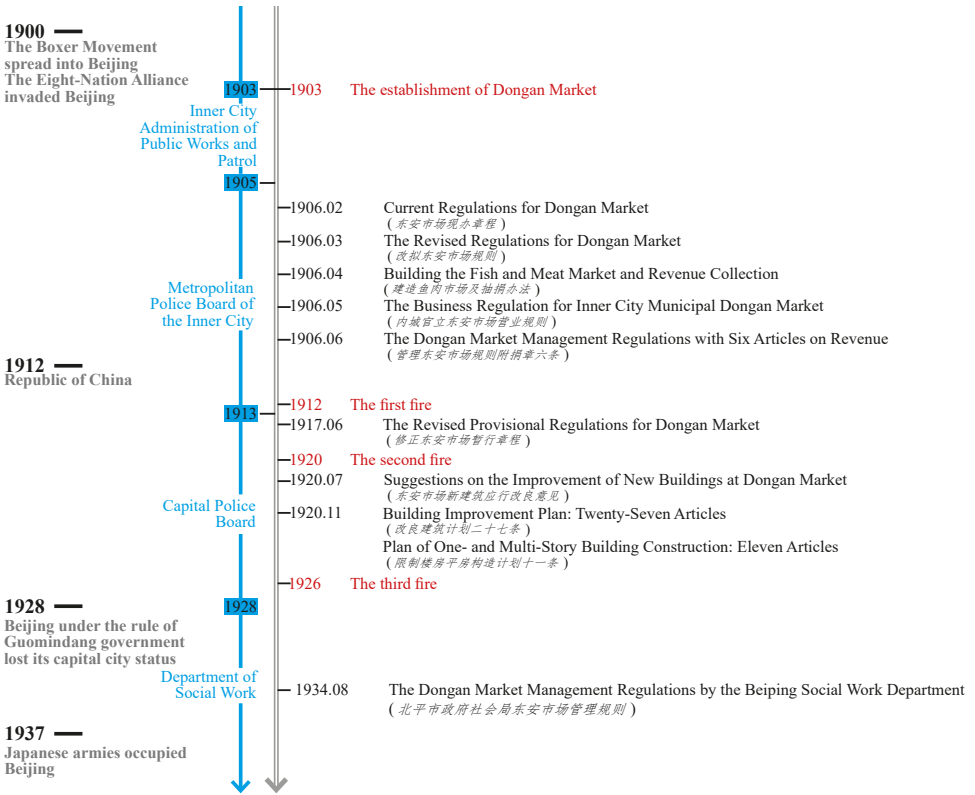 1900
The Boxer Movement
spread into Beijing
The Eight-Nation Alliance
invaded Beijing
1903
1903 The establishment of Dongan Market
Inner City
Administration of
Public Works and
Patrol
1905
1906.02 Current Regulations for Dongan Market
( 东安市场现办章程 )
1906.03 The Revised Regulations for Dongan Market
( 改拟东安市场规则 )
1906.04 Building the Fish and Meat Market and Revenue Collection
( 建造鱼肉市场及抽捐办法 )
Metropolitan
Police Board of
the Inner City
1906.05 The Business Regulation for Inner City Municipal Dongan Market
( 内城官立东安市场营业规则 )
1906.06 The Dongan Market Management Regulations with Six Articles on Revenue
( 管理东安市场规则附捐章六条 )
1912
Republic of China
1912 The first fire
1913
1917.06 The Revised Provisional Regulations for Dongan Market
( 修正东安市场暂行章程 )
1920 The second fire
1920.07 Suggestions on the Improvement of New Buildings at Dongan Market
( 东安市场新建筑应行改良意见 )
Capital Police
Board
1920.11 Building Improvement Plan: Twenty-Seven Articles
( 改良建筑计划二十七条 )
Plan of One- and Multi-Story Building Construction: Eleven Articles
( 限制楼房平房构造计划十一条 )
1926 The third fire
1928
1928
Beijing under the rule of
Guomindang government
lost its capital city status
Department of
Social Work
1934.08 The Dongan Market Management Regulations by the Beiping Social Work Department
( 北平市政府社会局东安市场管理规则 )
1937
Japanese armies occupied
Beijing